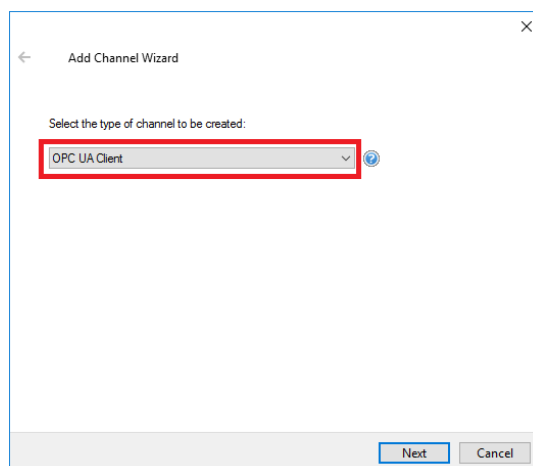 Add Channel Wizard
Select the type of channel to be created:
OPC UA Client
Next Cancel